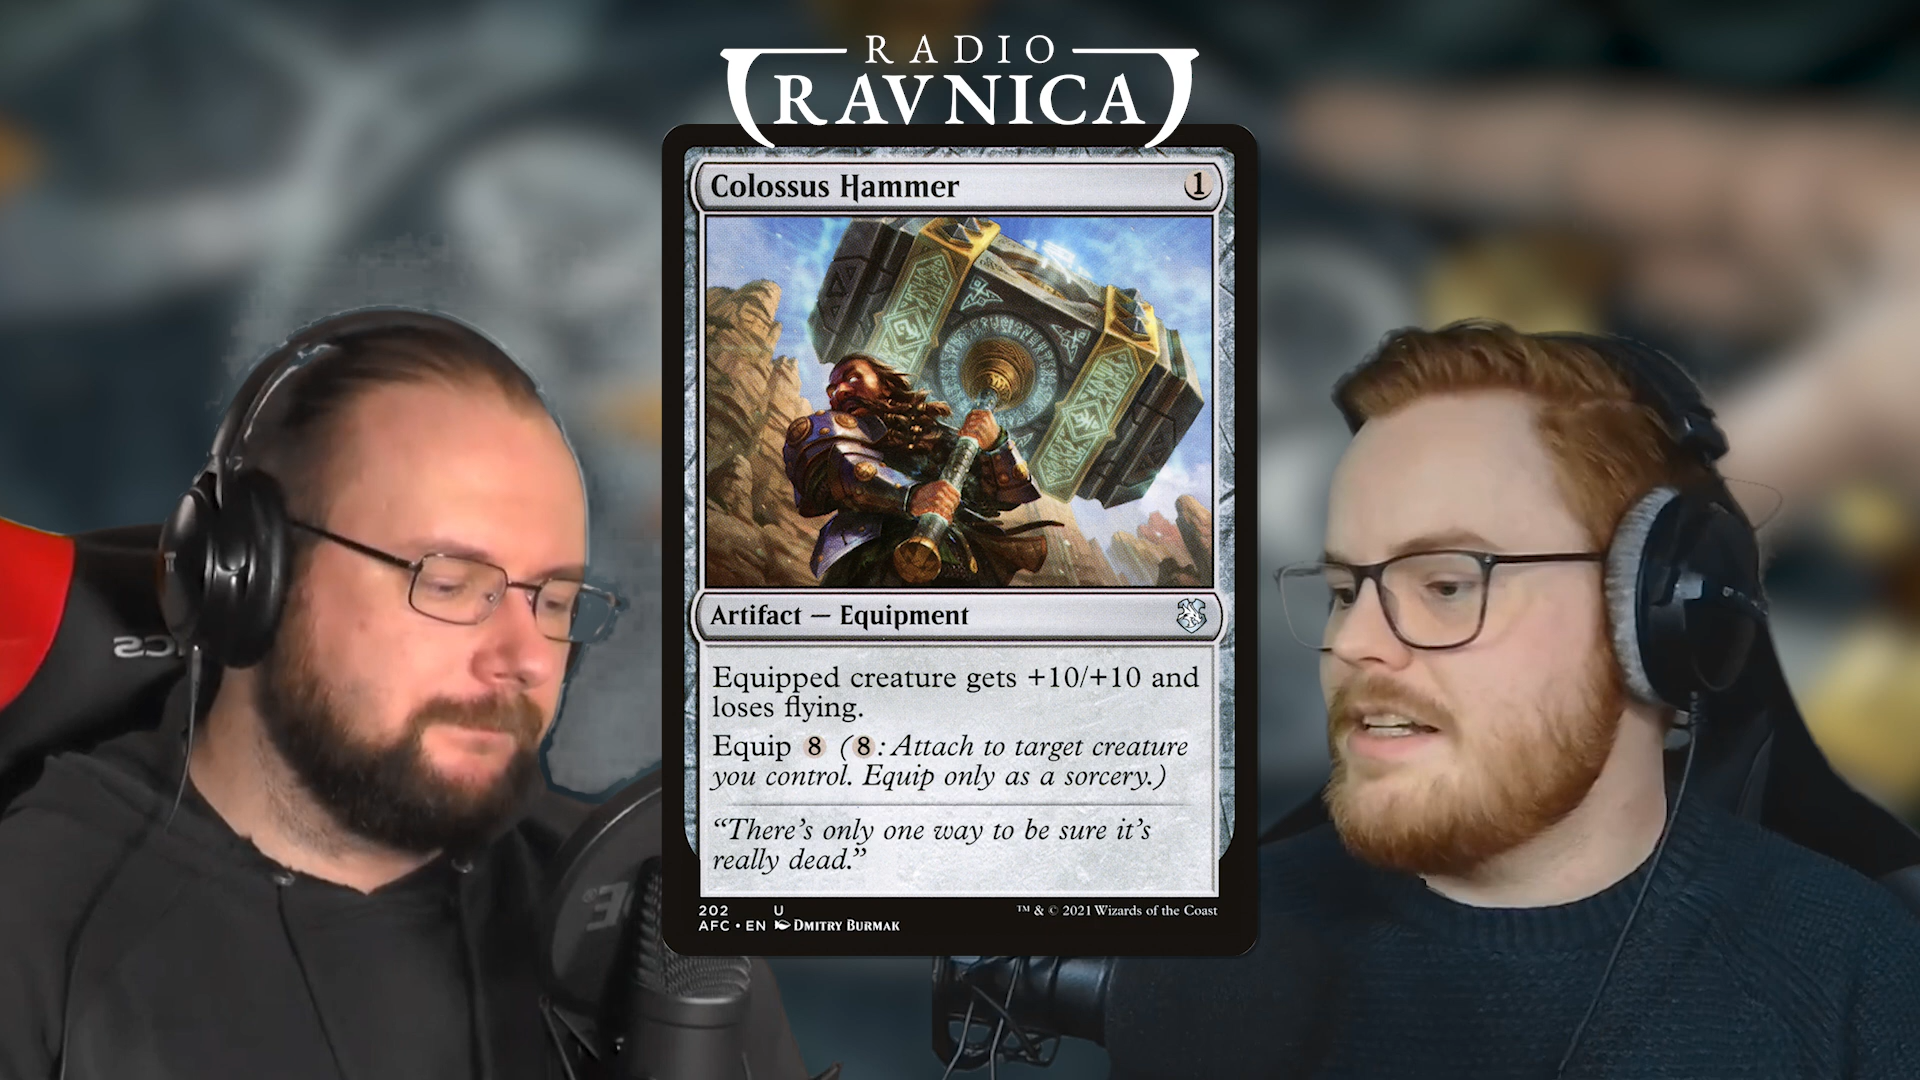 RADIO
RAVNICA
Colossus Hammer 1
Artifact — Equipment
Equipped creature gets +10/+10 and
loses flying.
Equip 8 (8: Attach to target creature
you control. Equip only as a sorcery.)
“There’s only one way to be sure it’s
really dead.”
202 U
AFC • EN Dmitry Burmak
™ & © 2021 Wizards of the Coast